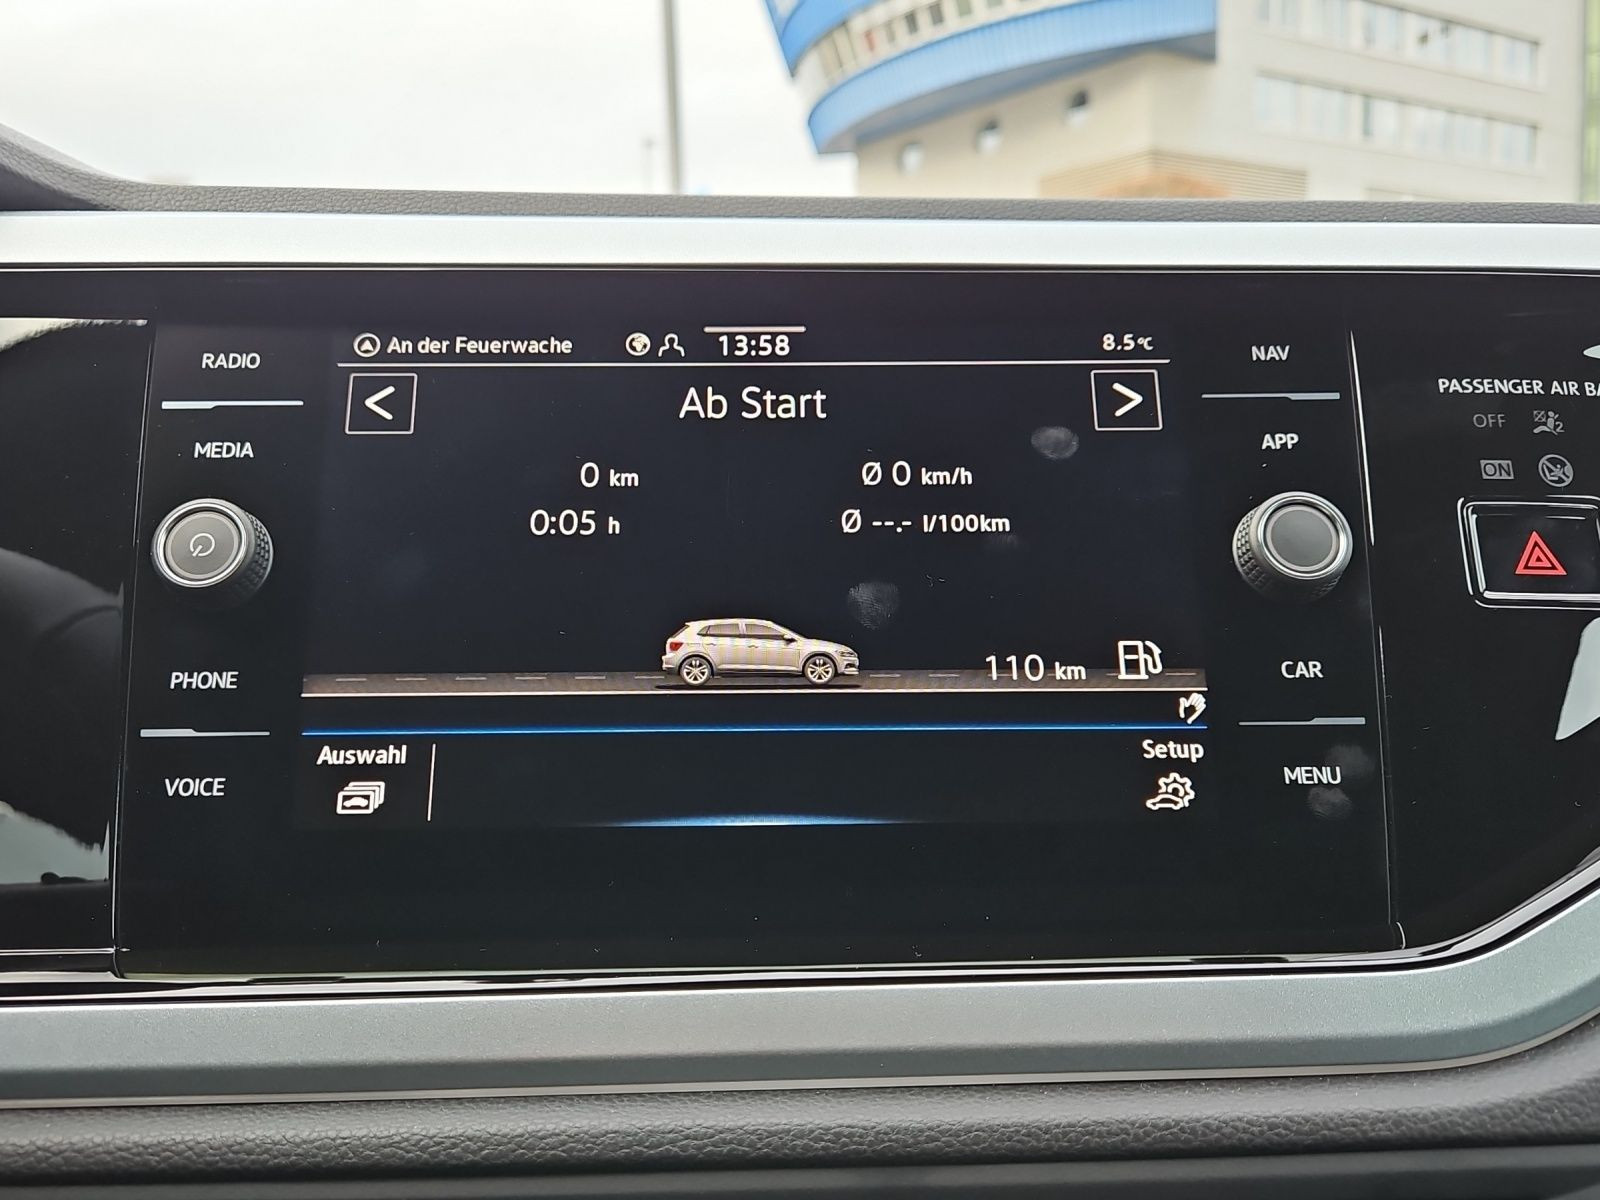 An der Feuerwache 13:58 8.5°C
< Ab Start >
0 km Ø 0 km/h
0:05 h Ø --.- l/100km
110 km
Auswahl
Setup
RADIO
MEDIA
PHONE
VOICE
NAV
APP
CAR
MENU
PASSENGER AIR
OFF
ON